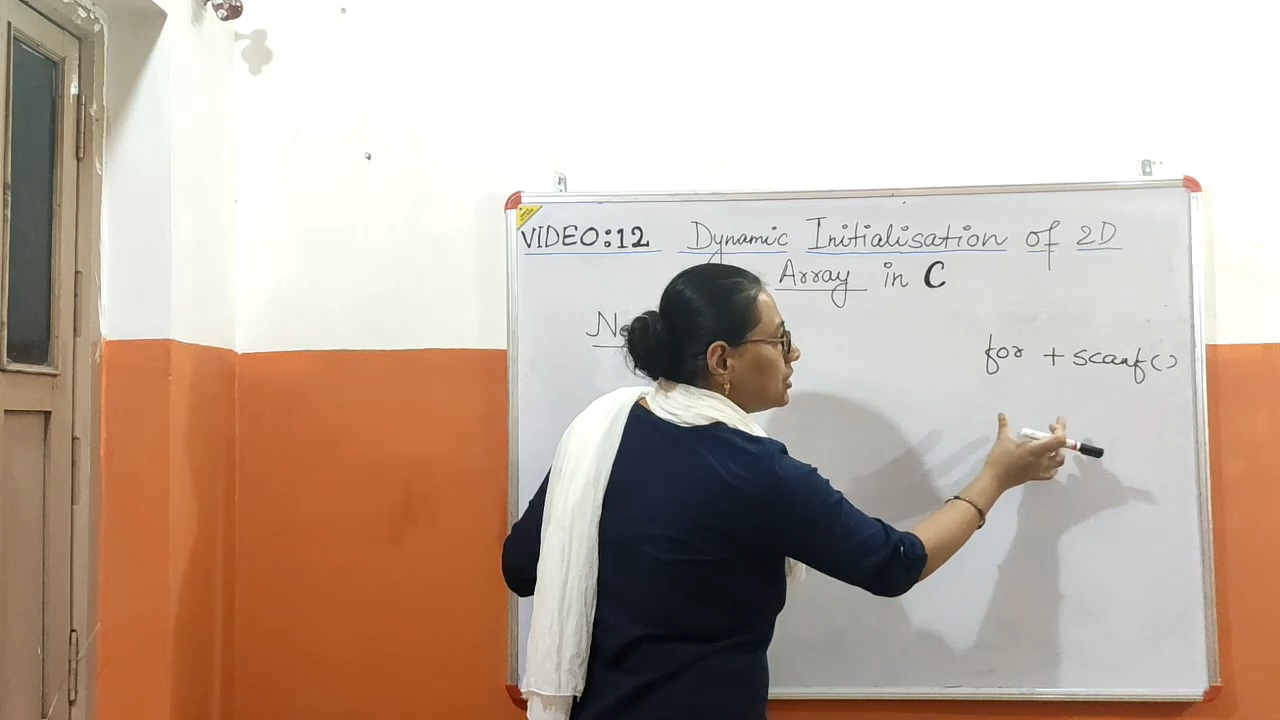 VIDEO:12 Dynamic Initialisation of 2D
Array in C
for + scanf()